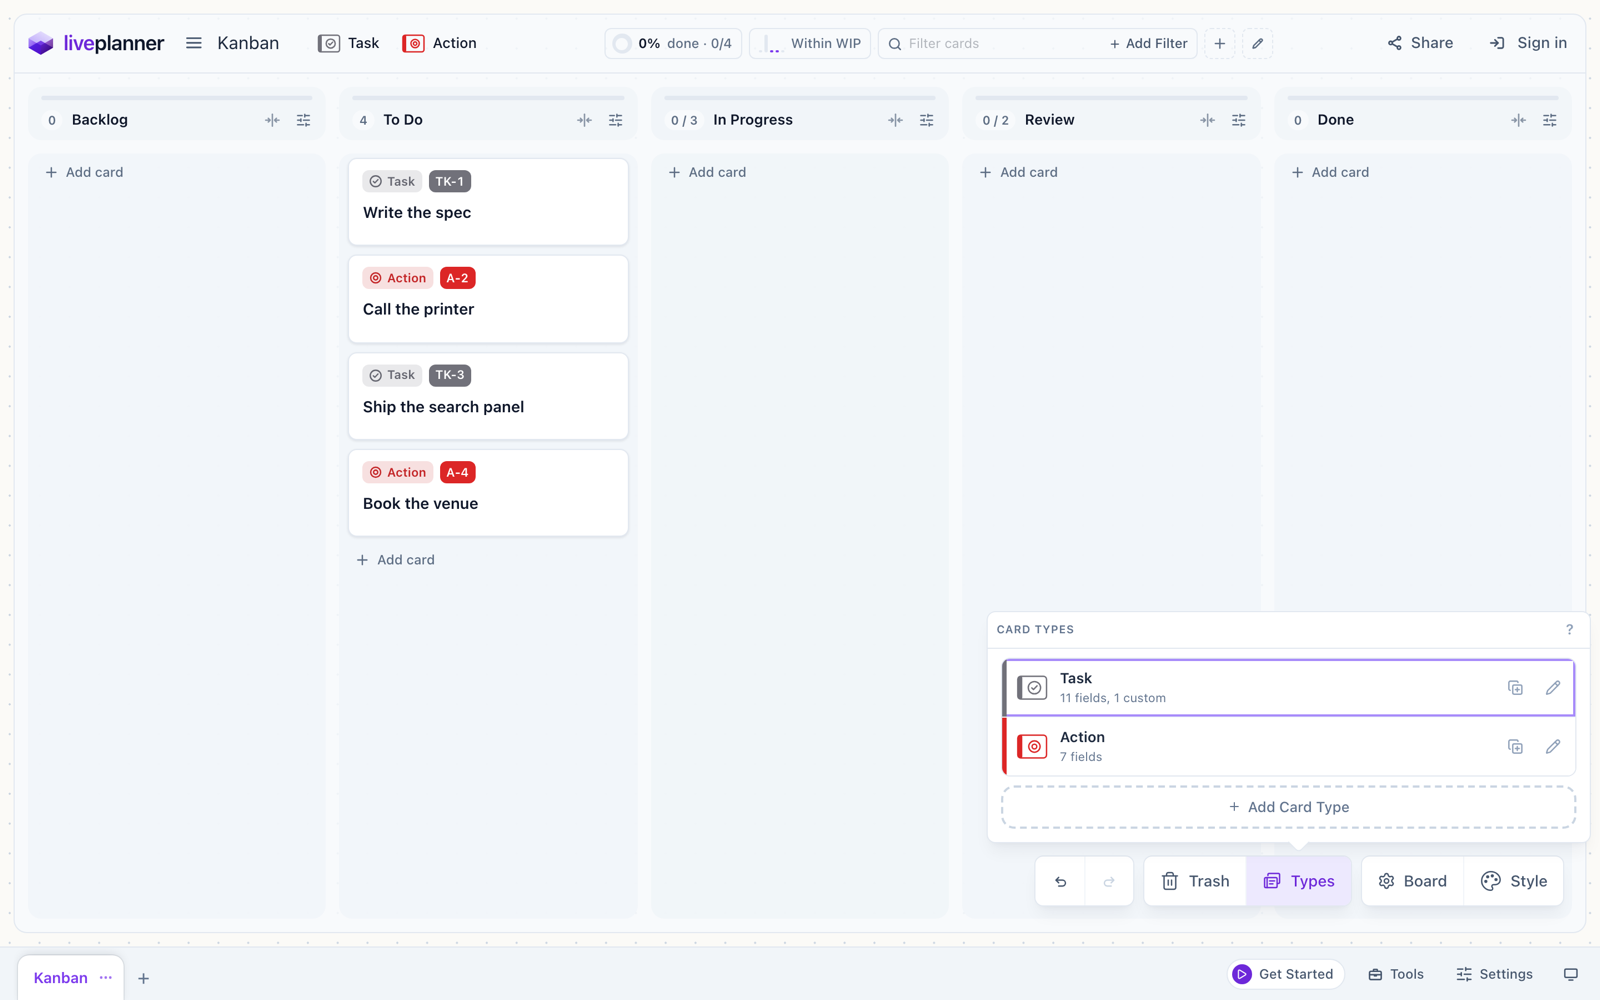 liveplanner
Kanban
Task
Action
0% done · 0/4
Within WIP
Filter cards
+ Add Filter
Share
Sign in
0 Backlog
4 To Do
0 / 3 In Progress
0 / 2 Review
0 Done
+ Add card
Task TK-1
Write the spec
Action A-2
Call the printer
Task TK-3
Ship the search panel
Action A-4
Book the venue
+ Add card
+ Add card
+ Add card
+ Add card
CARD TYPES ?
Task
11 fields, 1 custom
Action
7 fields
+ Add Card Type
Trash
Types
Board
Style
Kanban ···
+
Get Started
Tools
Settings